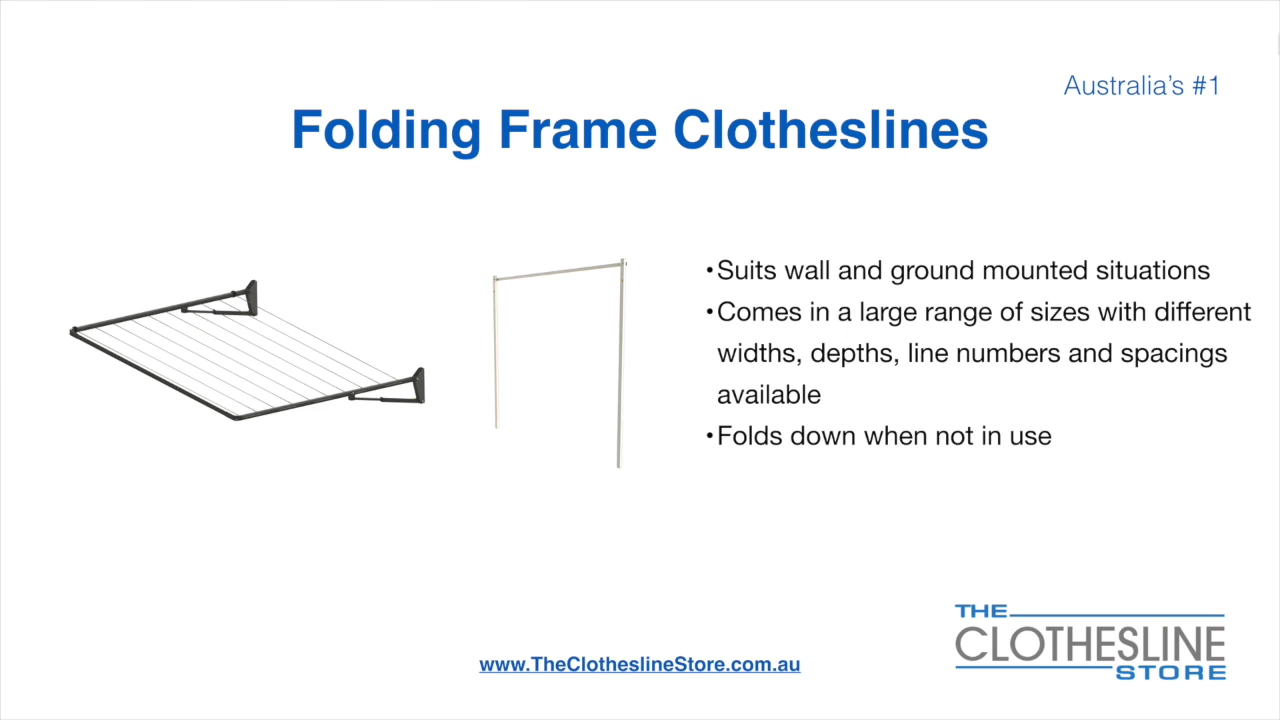 Australia's #1
Folding Frame Clotheslines
•Suits wall and ground mounted situations
•Comes in a large range of sizes with different
widths, depths, line numbers and spacings
available
•Folds down when not in use
THE
CLOTHESLINE
STORE
www.TheClotheslineStore.com.au